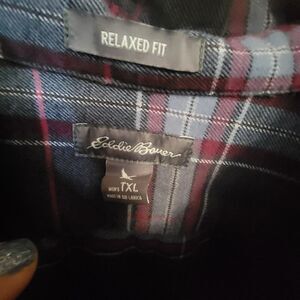 RELAXED FIT
Eddie Bauer
MEN'S TXL
MADE IN SRI LANKA